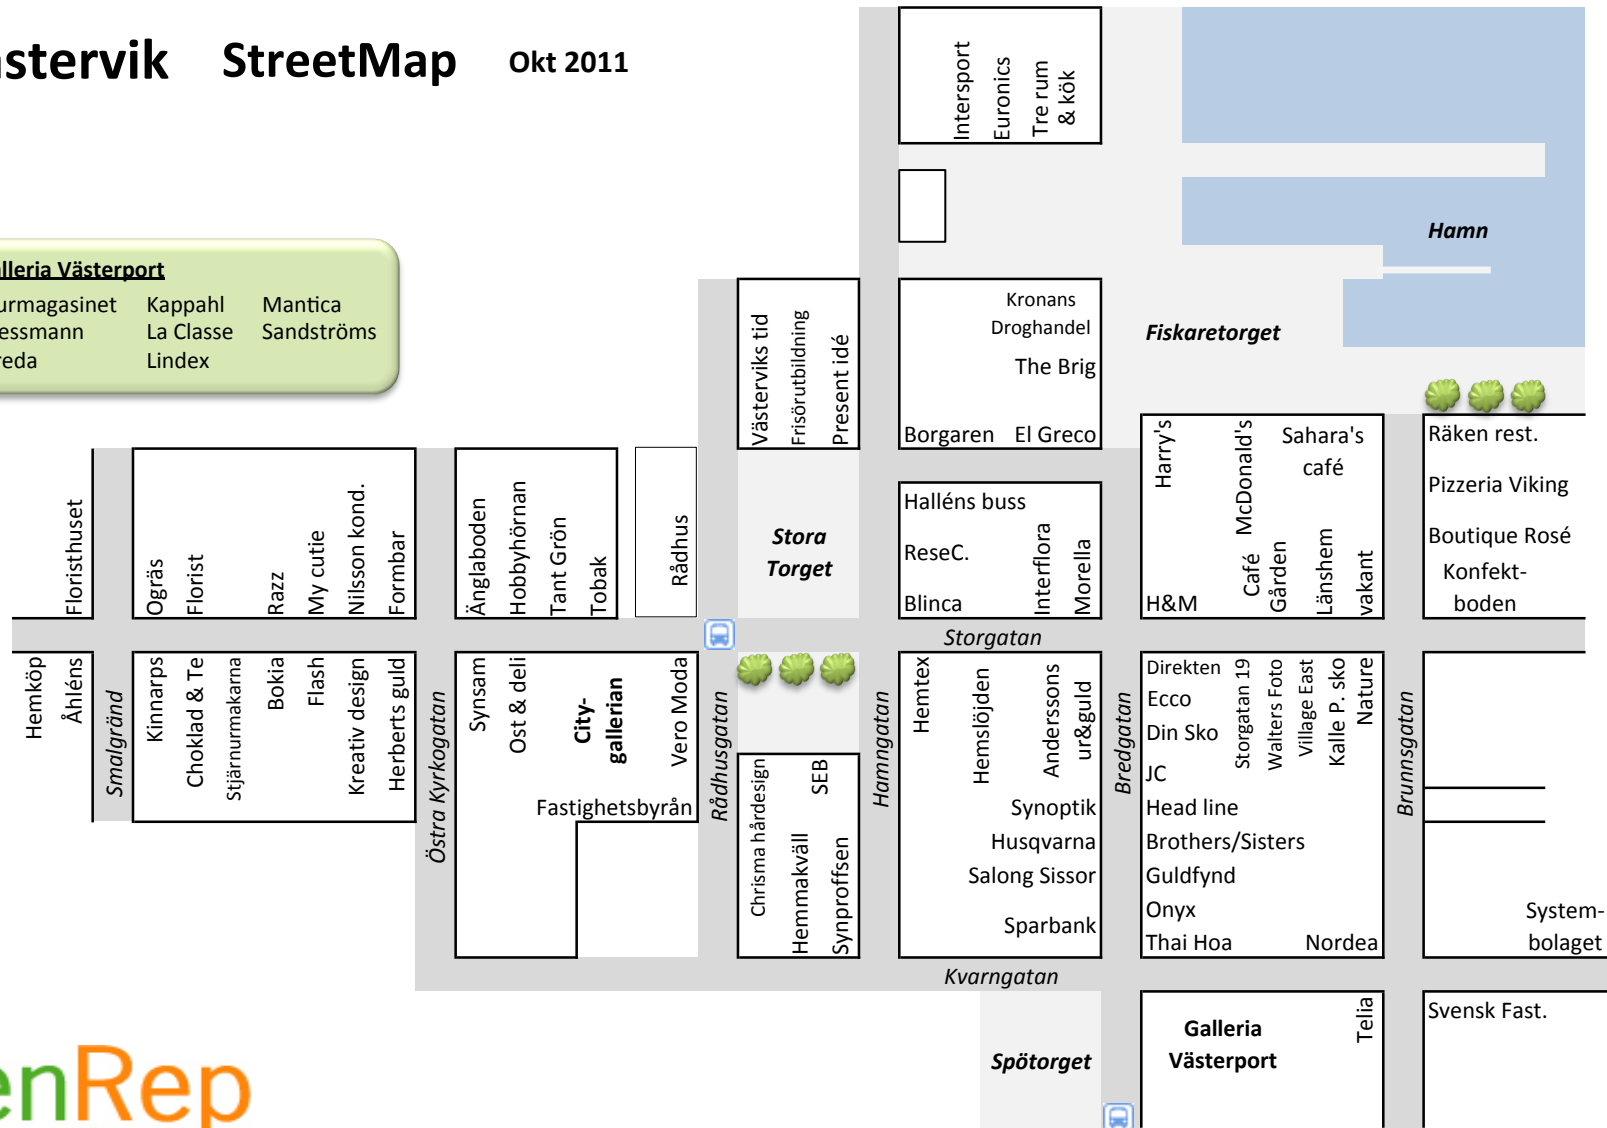 stervik StreetMap Okt 2011
Intersport
Euronics
Tre rum
& kök
Hamn
lleria Västerport
urmagasinet Kappahl Mantica
essmann La Classe Sandströms
eda Lindex
Västerviks tid
Frisörutbildning
Present idé
Kronans
Droghandel
The Brig
Borgaren El Greco
Fiskaretorget
Harry's
McDonald's
Sahara's
café
H&M
Café
Gården
Länshem
vakant
Räken rest.
Pizzeria Viking
Boutique Rosé
Konfekt-
boden
Floristhuset
Ogräs
Florist
Razz
My cutie
Nilsson kond.
Formbar
Änglaboden
Hobbyhörnan
Tant Grön
Tobak
Rådhus
Stora
Torget
Halléns buss
ReseC.
Blinca
Interflora
Morella
Storgatan
Hemköp
Åhléns
Smalgränd
Kinnarps
Choklad & Te
Stjärnurmakarna
Bokia
Flash
Kreativ design
Herberts guld
Östra Kyrkogatan
Synsam
Ost & deli
City-
gallerian
Vero Moda
Fastighetsbyrån
Rådhusgatan
Chrisma hårdesign
Hemmakväll
SEB
Synproffsen
Hamngatan
Hemtex
Hemslöjden
Anderssons
ur&guld
Synoptik
Husqvarna
Salong Sissor
Sparbank
Bredgatan
Direkten
Ecco
Din Sko
JC
Head line
Brothers/Sisters
Guldfynd
Onyx
Thai Hoa Nordea
Storgatan 19
Walters Foto
Village East
Kalle P. sko
Nature
Brunnsgatan
System-
bolaget
Kvarngatan
Spötorget
Galleria
Västerport
Telia
Svensk Fast.
enRep